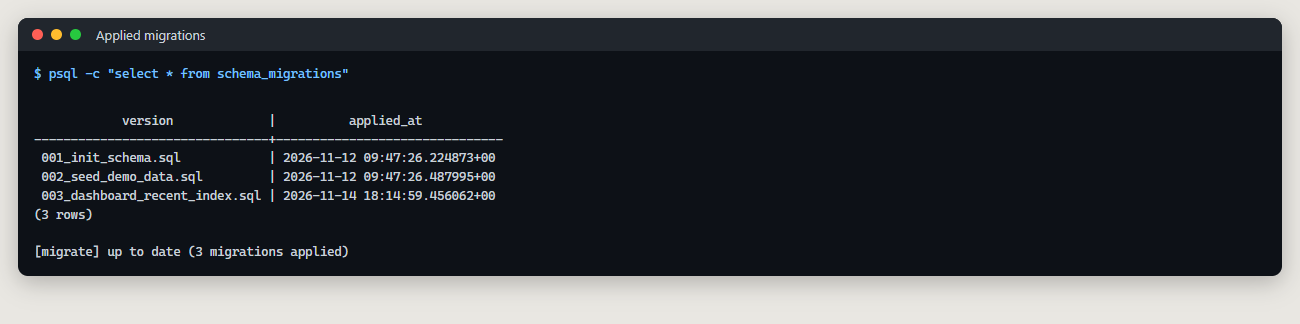 Applied migrations
$ psql -c "select * from schema_migrations"
version | applied_at
--------------------------------+-------------------------------
001_init_schema.sql | 2026-11-12 09:47:26.224873+00
002_seed_demo_data.sql | 2026-11-12 09:47:26.487995+00
003_dashboard_recent_index.sql | 2026-11-14 18:14:59.456062+00
(3 rows)
[migrate] up to date (3 migrations applied)